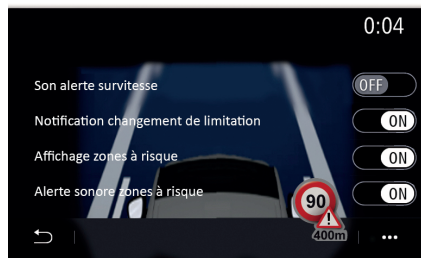 0:04
Son alerte survitesse OFF
Notification changement de limitation ON
Affichage zones à risque ON
Alerte sonore zones à risque ON
90
!
400m